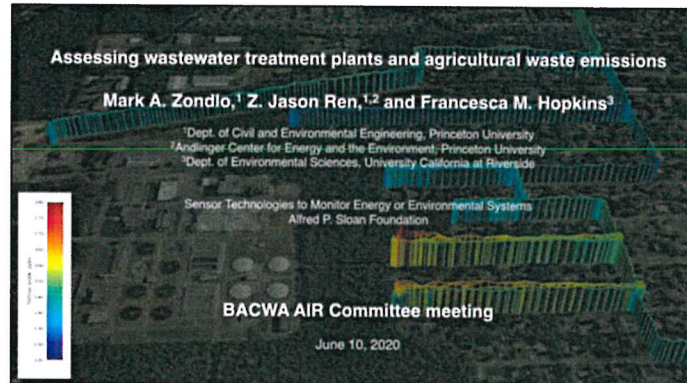 Assessing wastewater treatment plants and agricultural waste emissions
Mark A. Zondlo,¹ Z. Jason Ren,¹,² and Francesca M. Hopkins³
¹Dept. of Civil and Environmental Engineering, Princeton University
²Andlinger Center for Energy and the Environment, Princeton University
³Dept. of Environmental Sciences, University California at Riverside
Sensor Technologies to Monitor Energy or Environmental Systems
Alfred P. Sloan Foundation
BACWA AIR Committee meeting
June 10, 2020